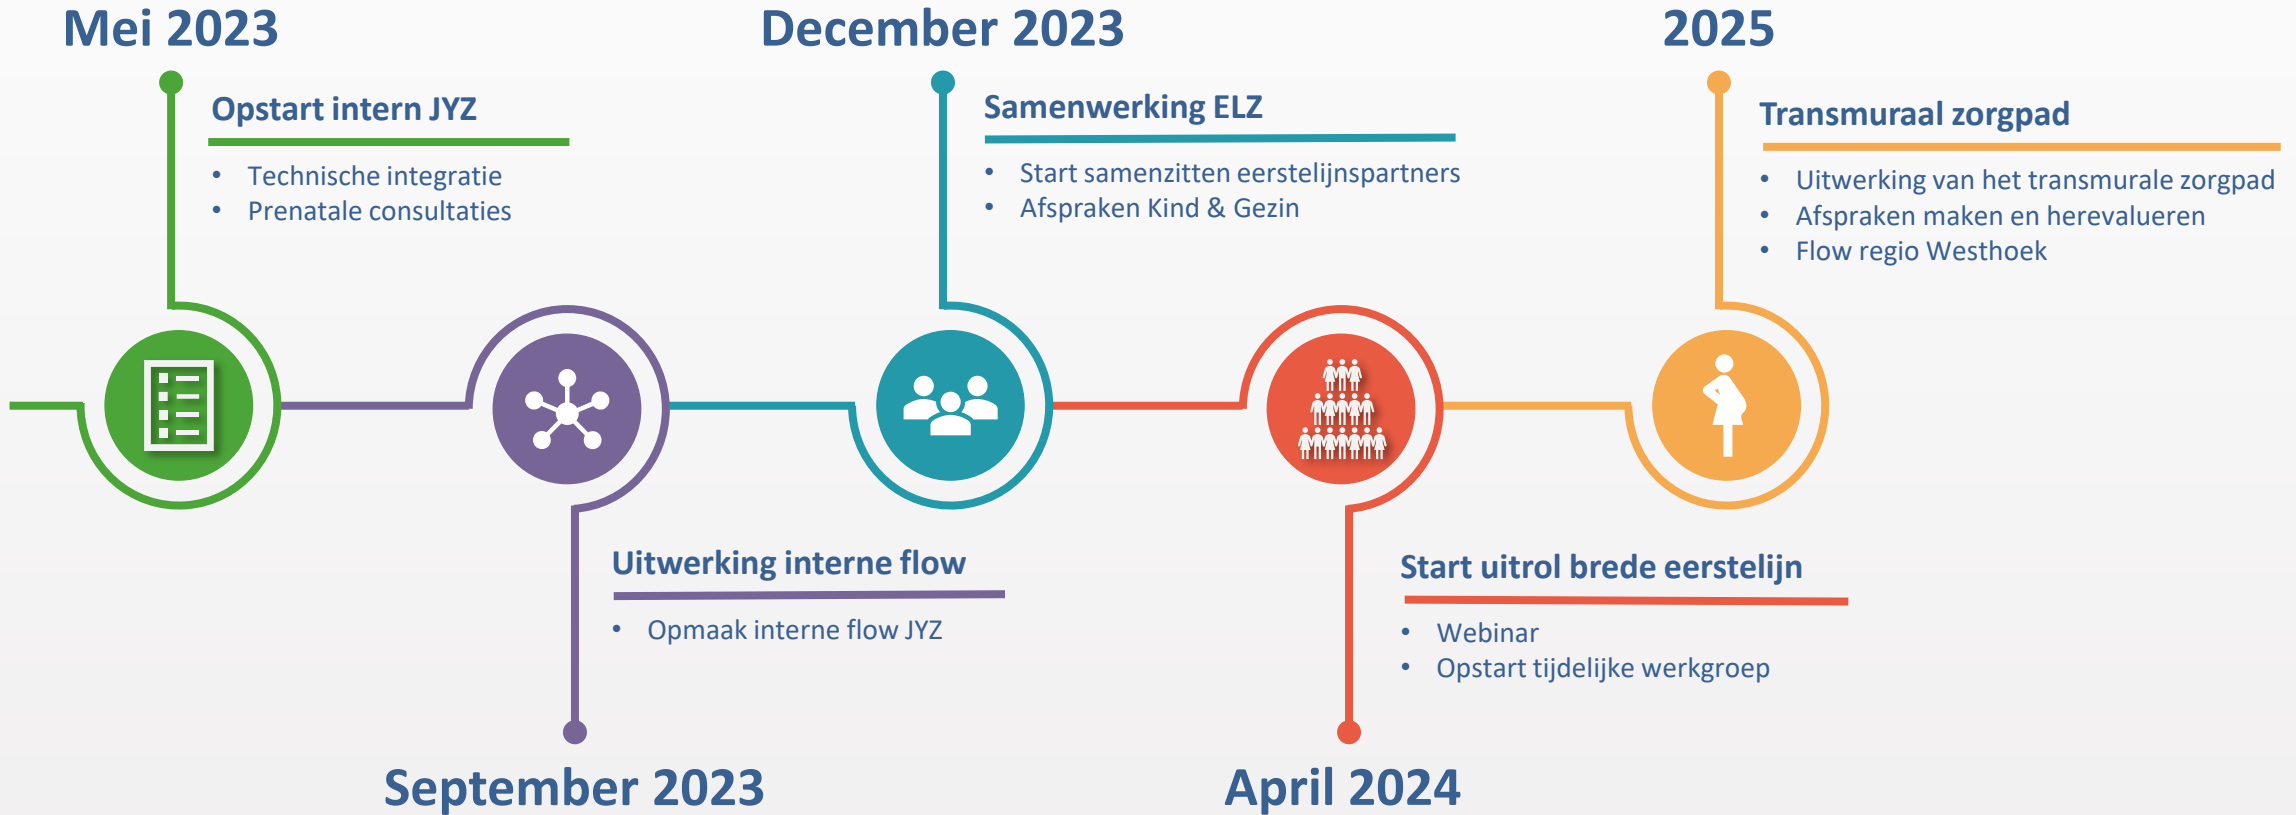 Mei 2023
Opstart intern JYZ
• Technische integratie
• Prenatale consultaties
September 2023
Uitwerking interne flow
• Opmaak interne flow JYZ
December 2023
Samenwerking ELZ
• Start samenzitten eerstelijnspartners
• Afspraken Kind & Gezin
April 2024
Start uitrol brede eerstelijn
• Webinar
• Opstart tijdelijke werkgroep
2025
Transmuraal zorgpad
• Uitwerking van het transmurale zorgpad
• Afspraken maken en herevalueren
• Flow regio Westhoek